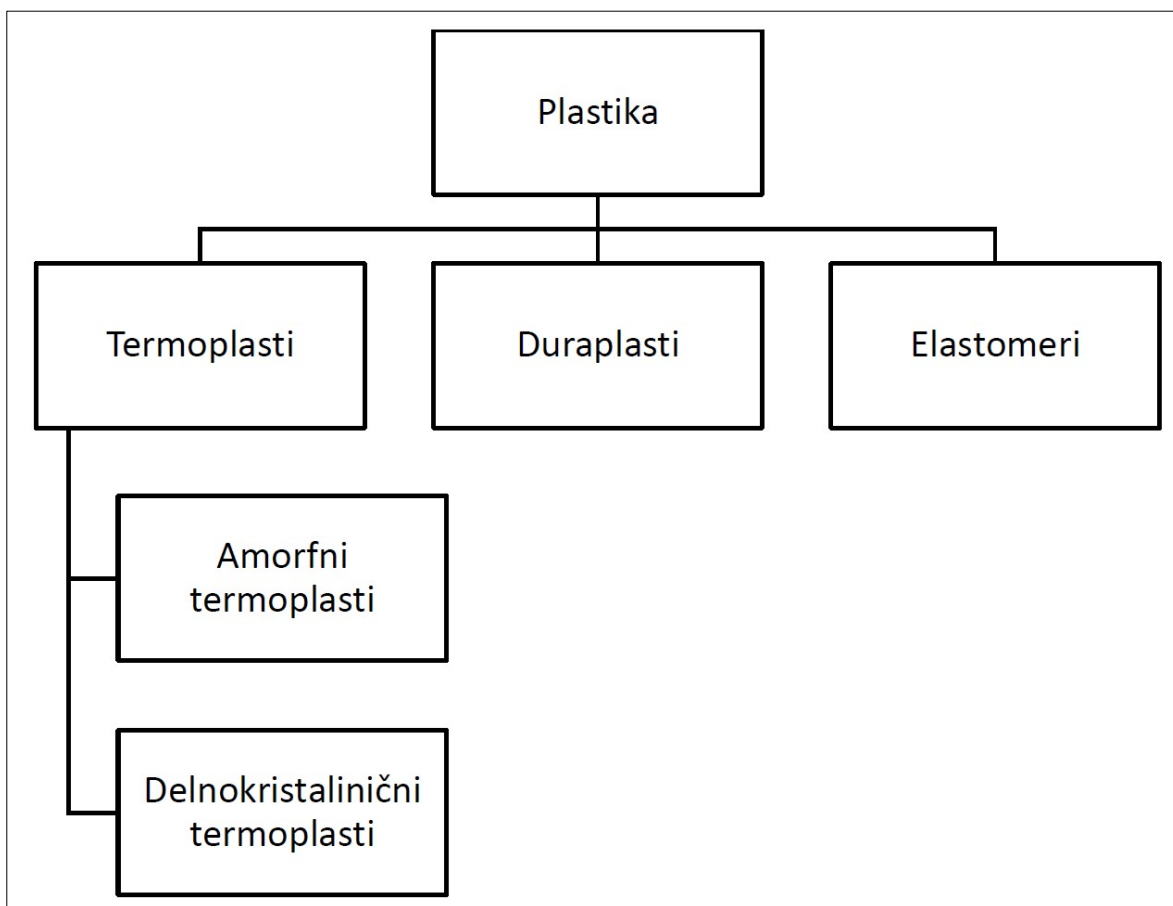 Plastika
Termoplasti
Duraplasti
Elastomeri
Amorfni
termoplasti
Delnokristalinični
termoplasti